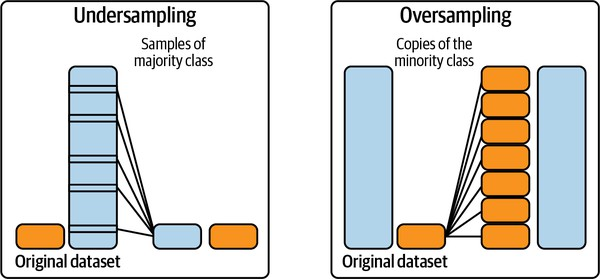 Undersampling
Samples of
majority class
Original dataset
Oversampling
Copies of the
minority class
Original dataset